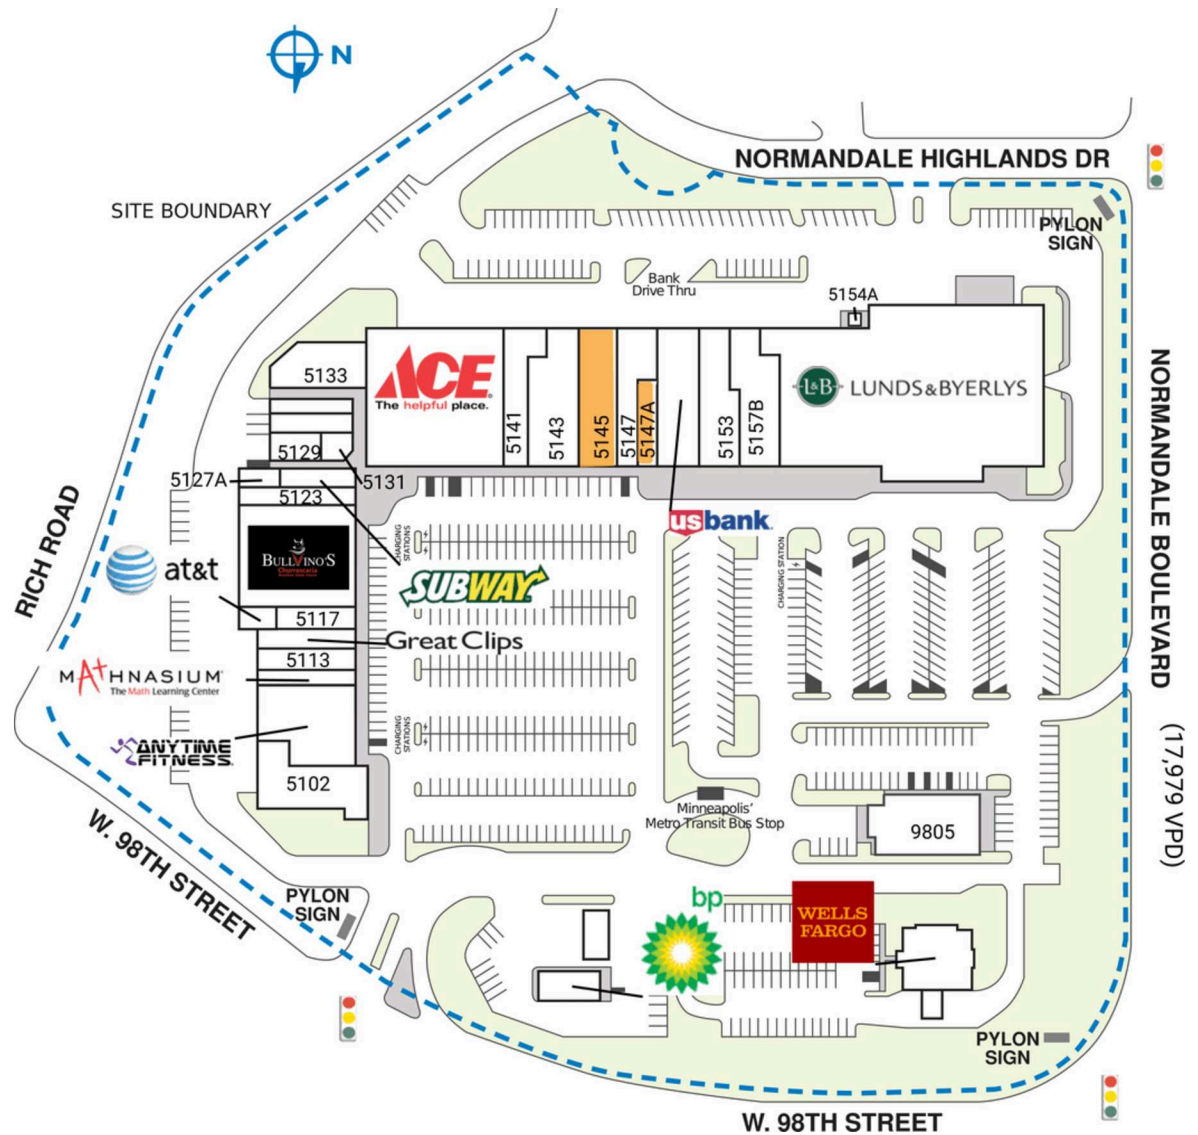 N
NORMANDALE HIGHLANDS DR
SITE BOUNDARY
PYLON
SIGN
Bank
Drive Thru
5154A
5133
ACE
The helpful place.
5141
5143
5145
5147
5147A
5153
5157B
L&B
LUNDS&BYERLYS
NORMANDALE BOULEVARD
(17,979 VPD)
5129
5127A
5131
5123
RICH ROAD
BULLVINO'S
Churrascaria
at&t
CHARGING
STATIONS
usbank
CHARGING STATION
SUBWAY
5117
Great Clips
5113
MATHNASIUM
The Math Learning Center
ANYTIME
FITNESS
CHARGING
STATIONS
5102
Minneapolis'
Metro Transit Bus Stop
9805
W. 98TH STREET
PYLON
SIGN
bp
WELLS
FARGO
PYLON
SIGN
W. 98TH STREET